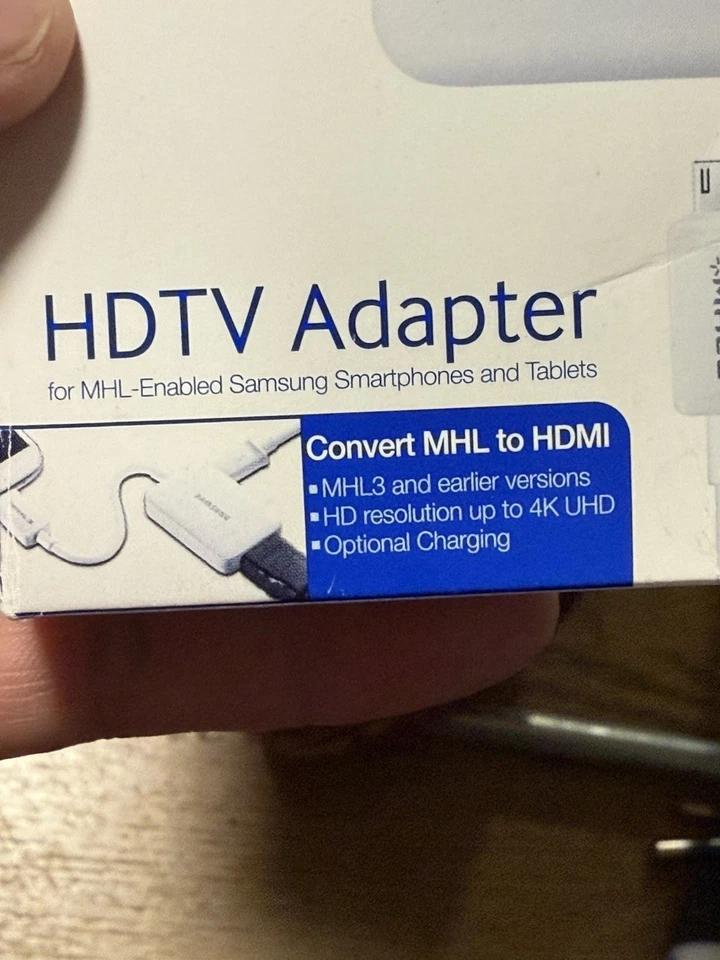 HDTV Adapter
for MHL-Enabled Samsung Smartphones and Tablets
Convert MHL to HDMI
▪MHL3 and earlier versions
▪HD resolution up to 4K UHD
▪Optional Charging
SAMSUNG